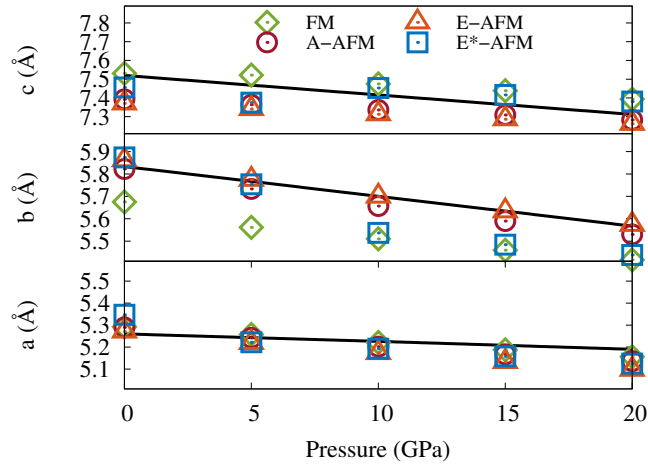 FM
E−AFM
A−AFM
E*−AFM
c (Å)
7.8
7.7
7.6
7.5
7.4
7.3
b (Å)
5.9
5.8
5.7
5.6
5.5
a (Å)
5.5
5.4
5.3
5.2
5.1
0 5 10 15 20
Pressure (GPa)